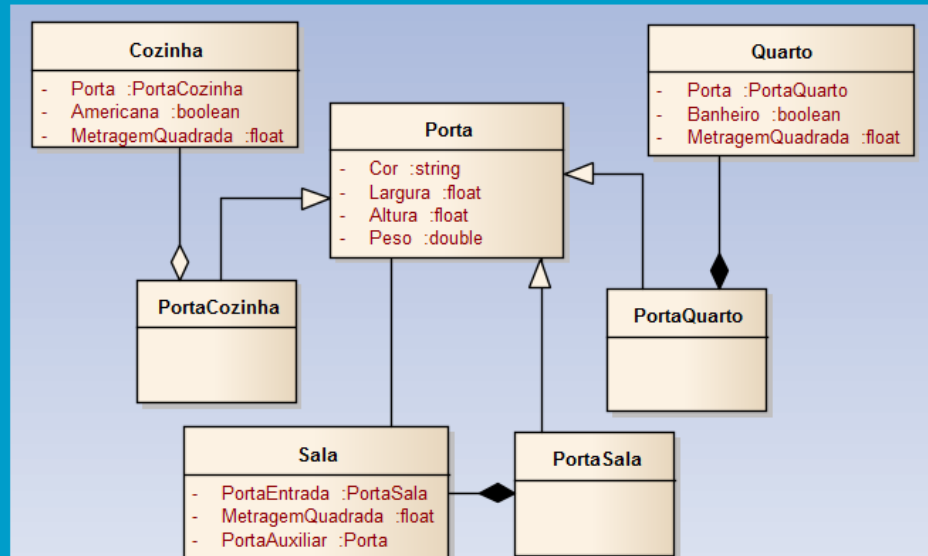 Cozinha
- Porta :PortaCozinha
- Americana :boolean
- MetragemQuadrada :float
Quarto
- Porta :PortaQuarto
- Banheiro :boolean
- MetragemQuadrada :float
Porta
- Cor :string
- Largura :float
- Altura :float
- Peso :double
PortaCozinha
PortaQuarto
Sala
- PortaEntrada :PortaSala
- MetragemQuadrada :float
- PortaAuxiliar :Porta
PortaSala